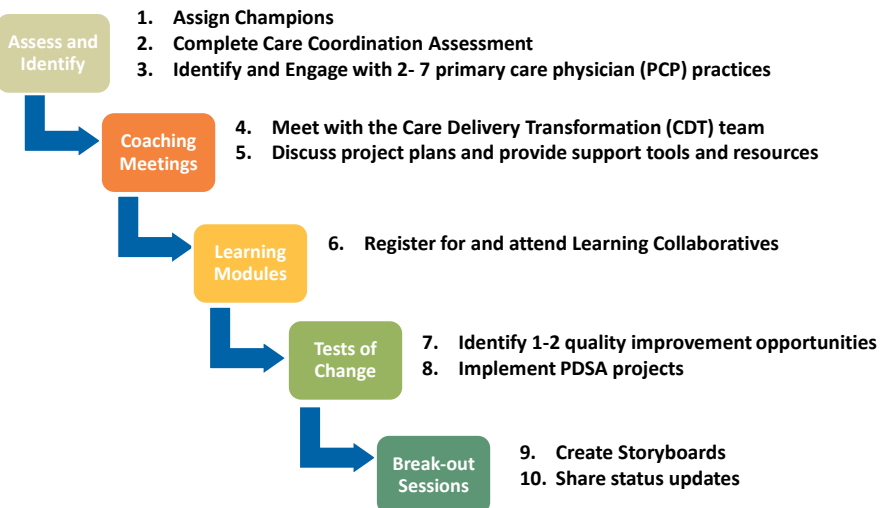 Assess and
Identify
1. Assign Champions
2. Complete Care Coordination Assessment
3. Identify and Engage with 2- 7 primary care physician (PCP) practices
Coaching
Meetings
4. Meet with the Care Delivery Transformation (CDT) team
5. Discuss project plans and provide support tools and resources
Learning
Modules
6. Register for and attend Learning Collaboratives
Tests of
Change
7. Identify 1-2 quality improvement opportunities
8. Implement PDSA projects
Break-out
Sessions
9. Create Storyboards
10. Share status updates